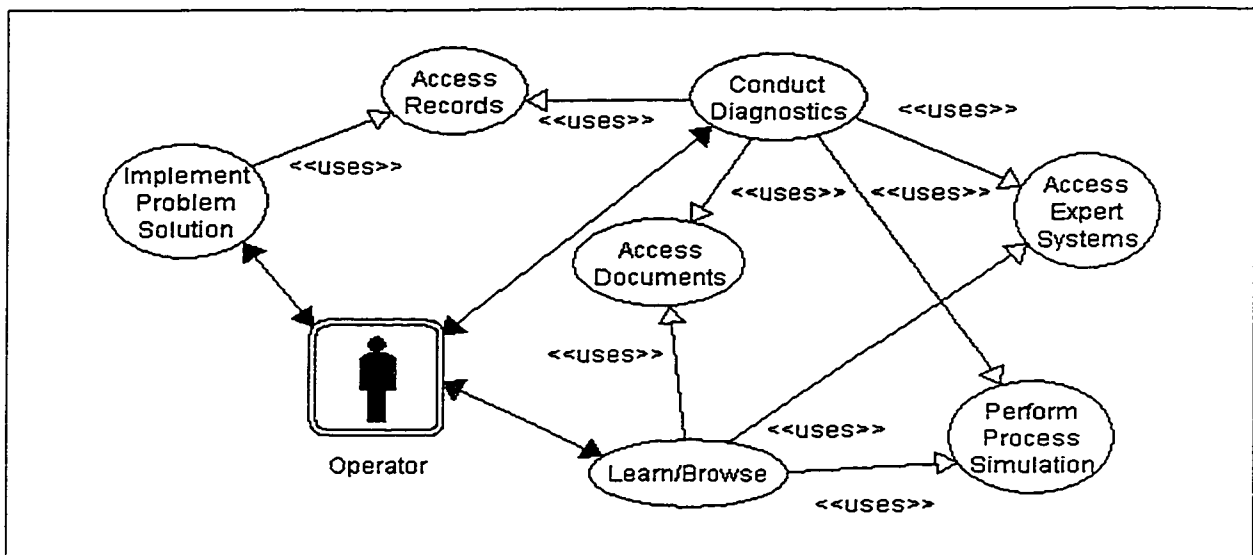 Access
Records
Conduct
Diagnostics
<<uses>>
<<uses>>
<<uses>>
Implement
Problem
Solution
<<uses>>
<<uses>>
Access
Expert
Systems
Access
Documents
<<uses>>
Operator
Learn/Browse
<<uses>>
<<uses>>
Perform
Process
Simulation